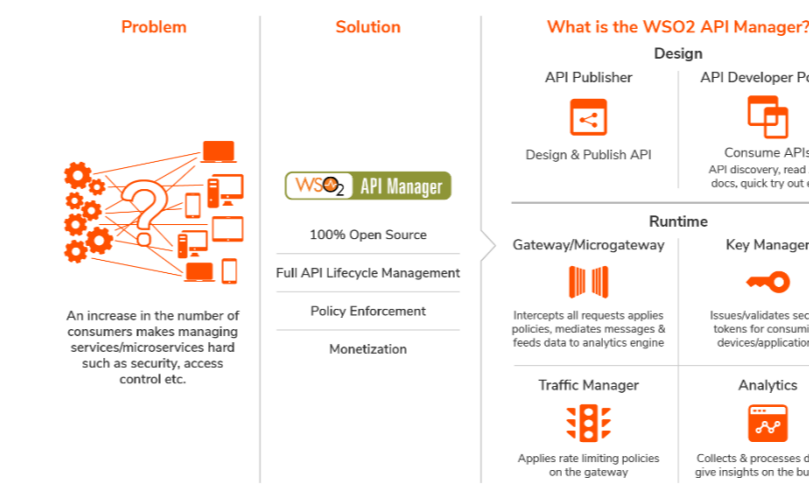 Problem
An increase in the number of
consumers makes managing
services/microservices hard
such as security, access
control etc.
Solution
WSO2 API Manager
100% Open Source
Full API Lifecycle Management
Policy Enforcement
Monetization
What is the WSO2 API Manager?
Design
API Publisher
Design & Publish API
API Developer
Consume APIs
API discovery, read
docs, quick try out
Runtime
Gateway/Microgateway
Intercepts all requests applies
policies, mediates messages &
feeds data to analytics engine
Key Manager
Issues/validates
tokens for
Traffic Manager
Applies rate limiting policies
on the gateway
Analytics
Collects & processes
give insights on the